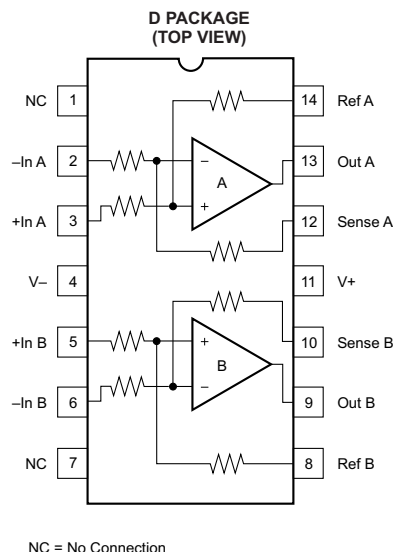 D PACKAGE
(TOP VIEW)
NC 1 14 Ref A
–In A 2 – 13 Out A
A
+In A 3 + 12 Sense A
V– 4 11 V+
+In B 5 + 10 Sense B
B
–In B 6 – 9 Out B
NC 7 8 Ref B
NC = No Connection